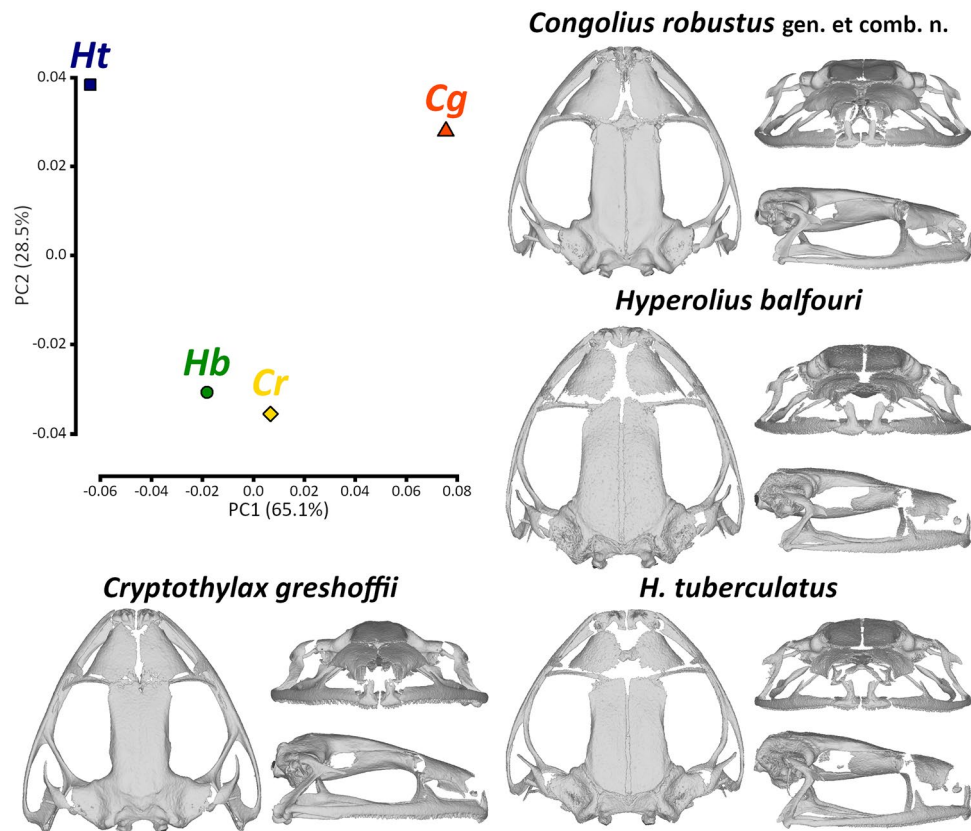 Congolius robustus gen. et comb. n.
Ht
Cg
0.04
0.02
0.0
-0.02
-0.04
PC2 (28.5%)
Hb
Cr
-0.06
-0.04
-0.02
0.0
0.02
0.04
0.06
0.08
PC1 (65.1%)
Hyperolius balfouri
Cryptothylax greshoffii
H. tuberculatus